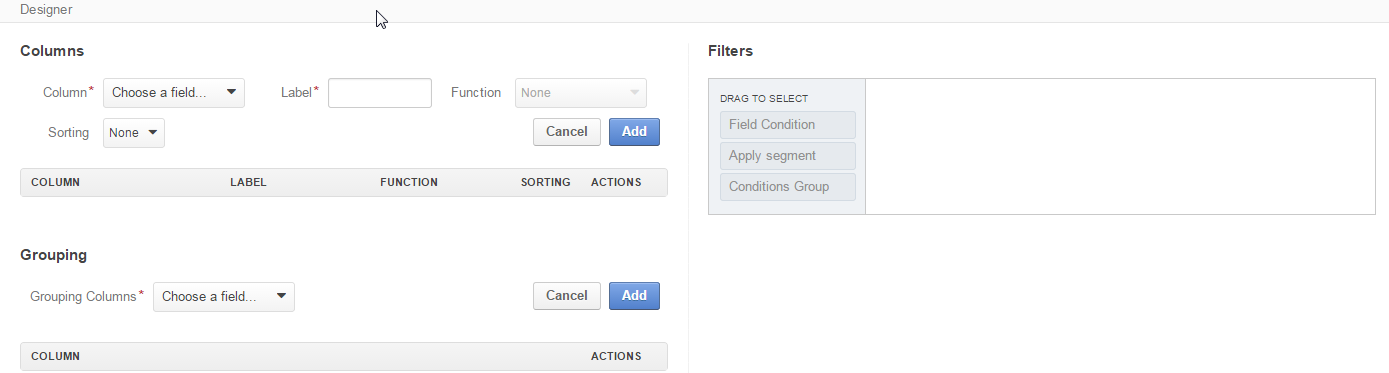 Designer
Columns
Column* Choose a field... Label* Function None
Sorting None Cancel Add
COLUMN LABEL FUNCTION SORTING ACTIONS
Grouping
Grouping Columns* Choose a field... Cancel Add
COLUMN ACTIONS
Filters
DRAG TO SELECT
Field Condition
Apply segment
Conditions Group